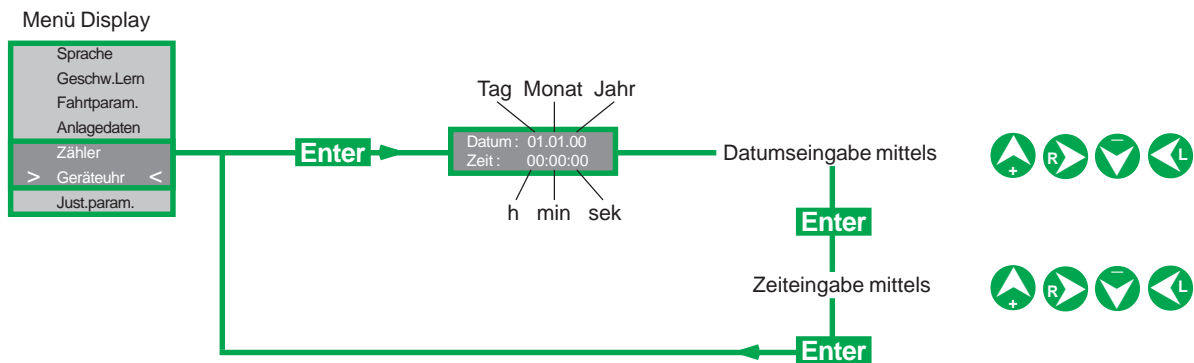 Menü Display
Sprache
Geschw.Lern
Fahrtparam.
Anlagedaten
Zähler
> Geräteuhr <
Just.param.
Enter
Tag Monat Jahr
Datum : 01.01.00
Zeit : 00:00:00
h min sek
Datumseingabe mittels
+ R – L
Enter
Zeiteingabe mittels
+ R – L
Enter